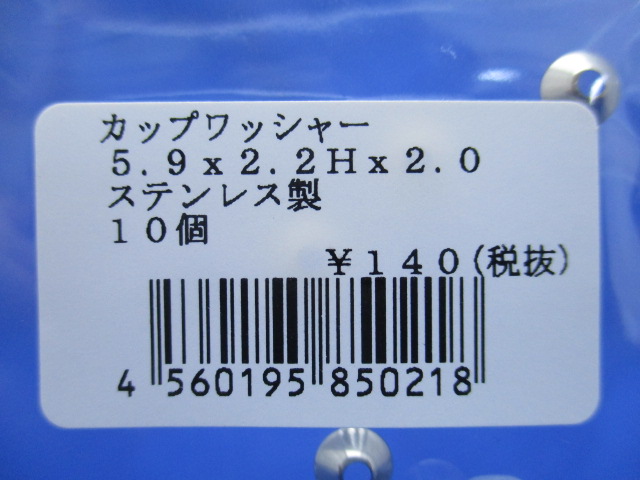 カップワッシャー
５.９ｘ２.２Ｈｘ２.０
ステンレス製
１０個
￥１４０(税抜)
4 560195 850218